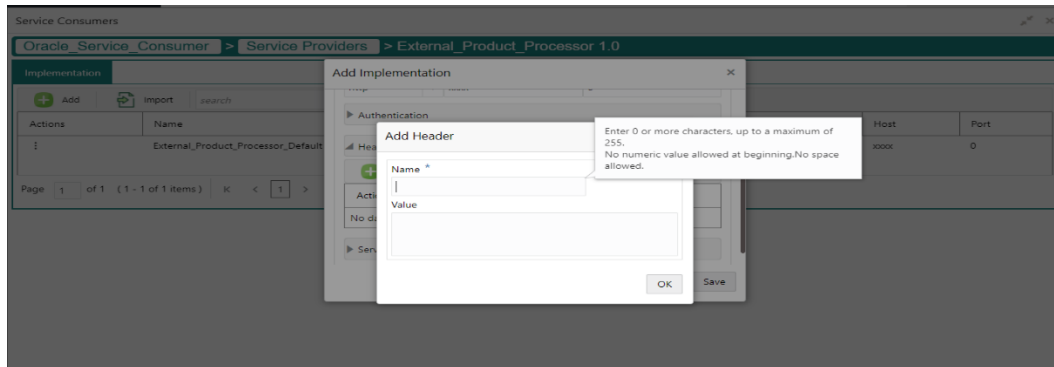 Service Consumers
Oracle_Service_Consumer > Service Providers > External_Product_Processor 1.0
Implementation
Add Import search
Actions Name Host Port
External_Product_Processor_Default xxxx 0
Page 1 of 1 (1 - 1 of 1 items) K < 1 >
Add Implementation
Authentication
Add Header
Name *
Value
OK
Save
Enter 0 or more characters, up to a maximum of
255.
No numeric value allowed at beginning.No space
allowed.